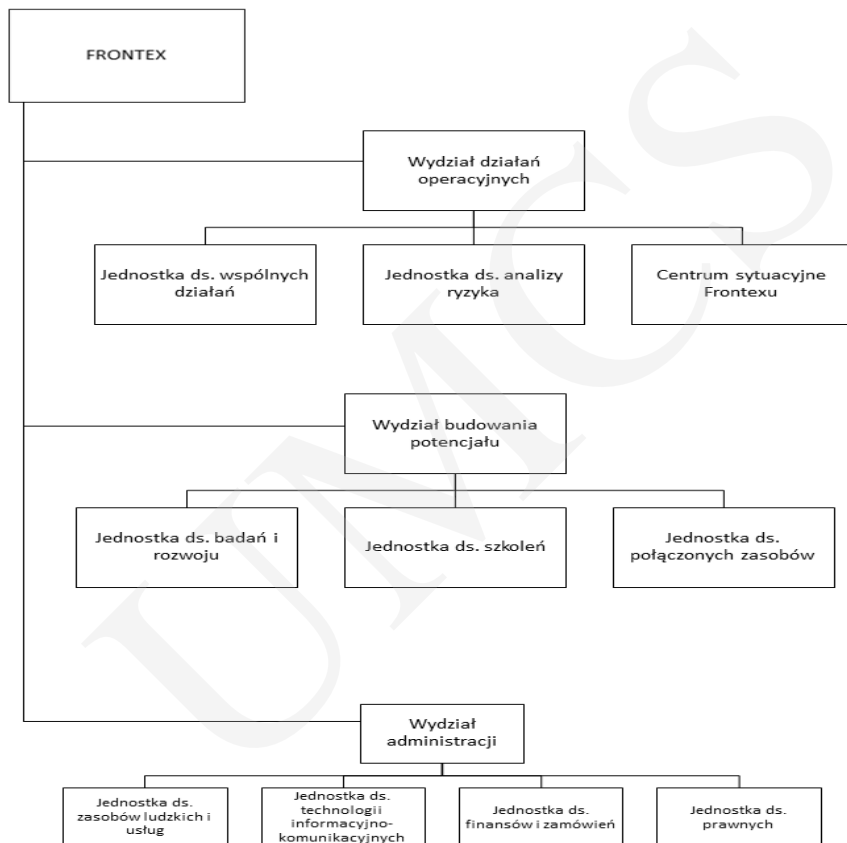 FRONTEX
Wydział działań
operacyjnych
Jednostka ds. wspólnych
działań
Jednostka ds. analizy
ryzyka
Centrum sytuacyjne
Frontexu
Wydział budowania
potencjału
Jednostka ds. badań i
rozwoju
Jednostka ds. szkoleń
Jednostka ds.
połączonych zasobów
Wydział
administracji
Jednostka ds.
zasobów ludzkich i
usług
Jednostka ds.
technologii
informacyjno-
komunikacyjnych
Jednostka ds.
finansów i zamówień
Jednostka ds.
prawnych
UMCS